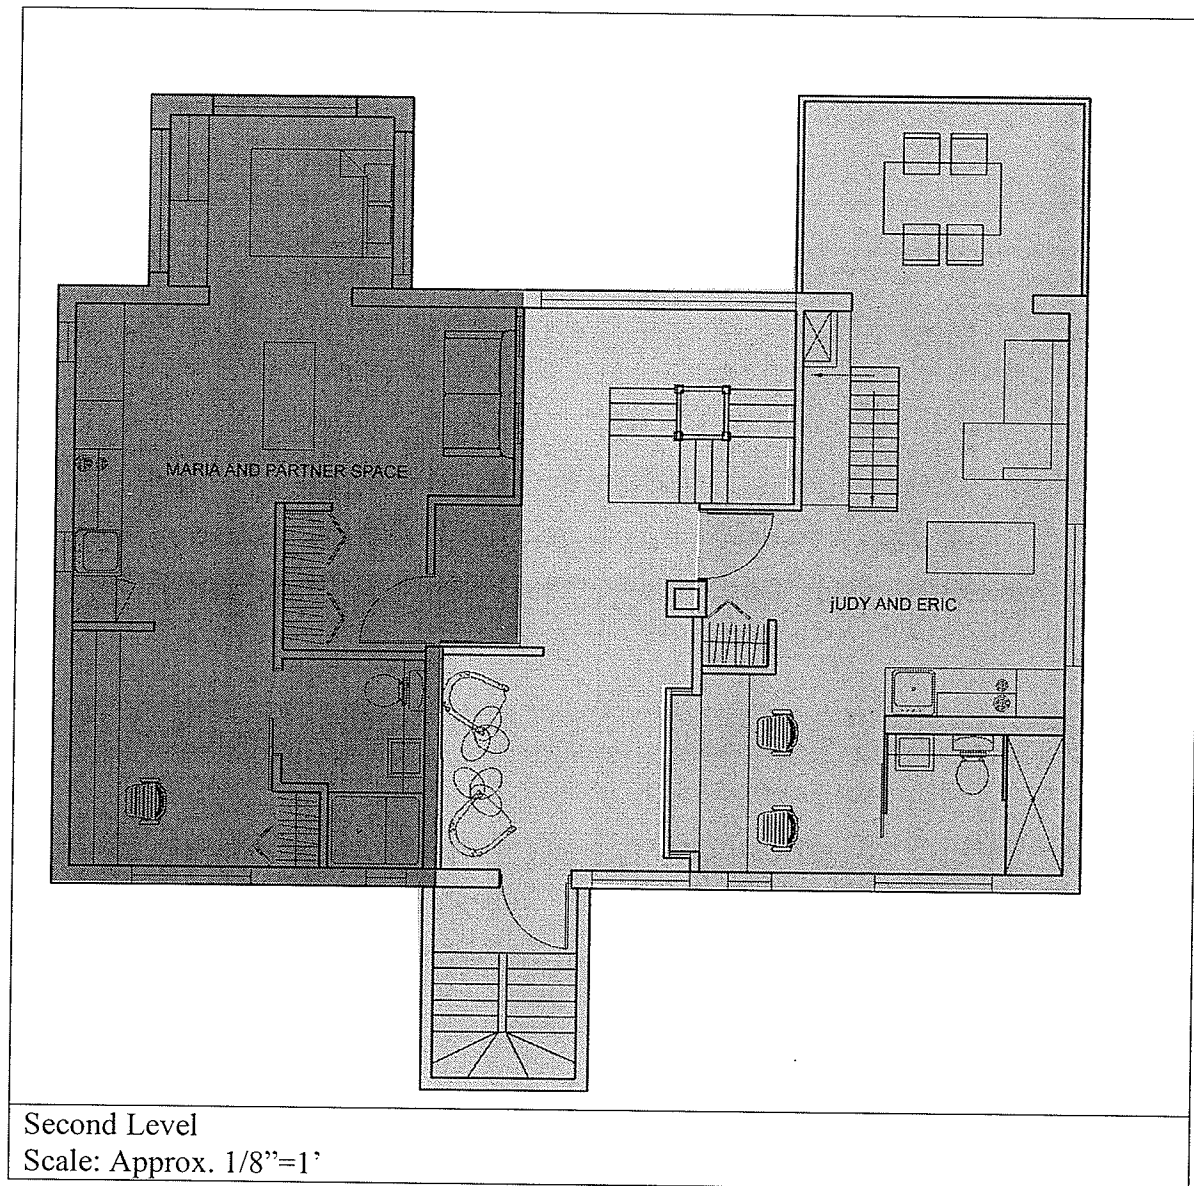 MARIA AND PARTNER SPACE
jUDY AND ERIC
Second Level
Scale: Approx. 1/8”=1’